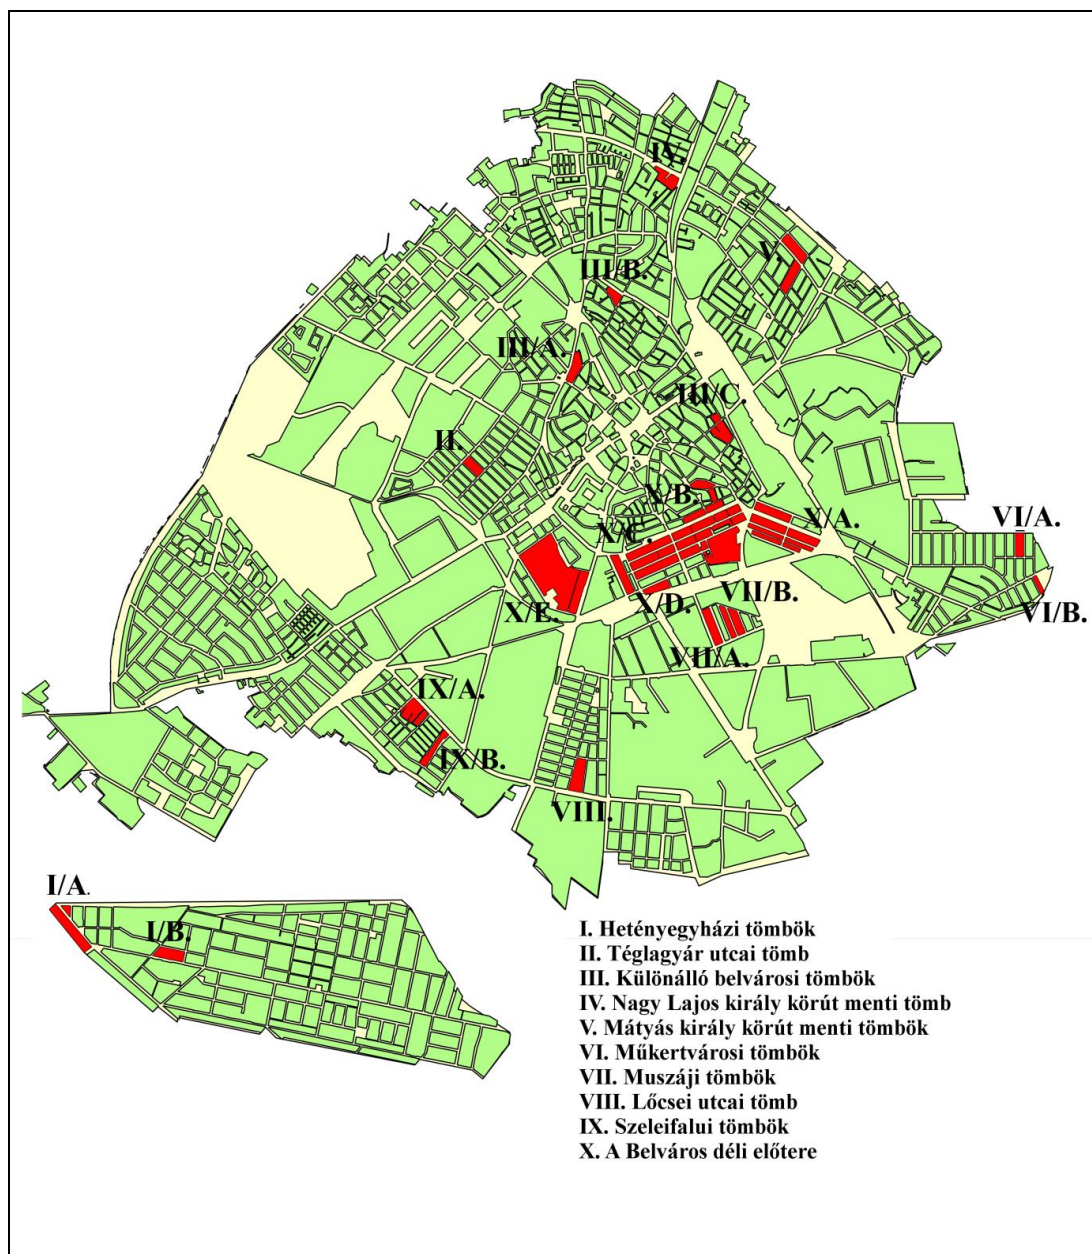 IV.
V.
III/B.
III/A.
III/C.
II.
X/B.
X/A.
VI/A.
X/C.
VI/B.
X/E.
X/D.
VII/B.
VII/A.
IX/A.
IX/B.
VIII.
I/A.
I/B.
I. Hetényegyházi tömbök
II. Téglagyár utcai tömb
III. Különálló belvárosi tömbök
IV. Nagy Lajos király körút menti tömb
V. Mátyás király körút menti tömbök
VI. Műkertvárosi tömbök
VII. Muszáji tömbök
VIII. Lőcsei utcai tömb
IX. Szeleifalui tömbök
X. A Belváros déli előtere